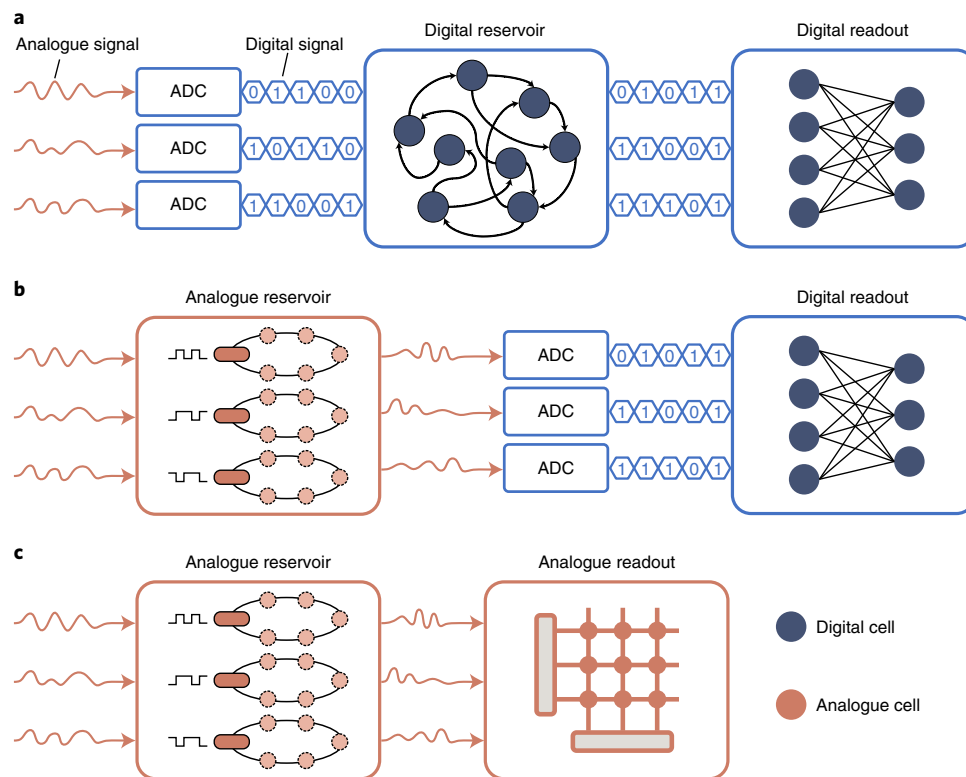 a
Analogue signal
Digital signal
Digital reservoir
Digital readout
ADC
0 1 1 0 0
0 1 0 1 1
ADC
1 0 1 1 0
1 1 0 0 1
ADC
1 1 0 0 1
1 1 1 0 1
b
Analogue reservoir
Digital readout
ADC
0 1 0 1 1
ADC
1 1 0 0 1
ADC
1 1 1 0 1
c
Analogue reservoir
Analogue readout
Digital cell
Analogue cell